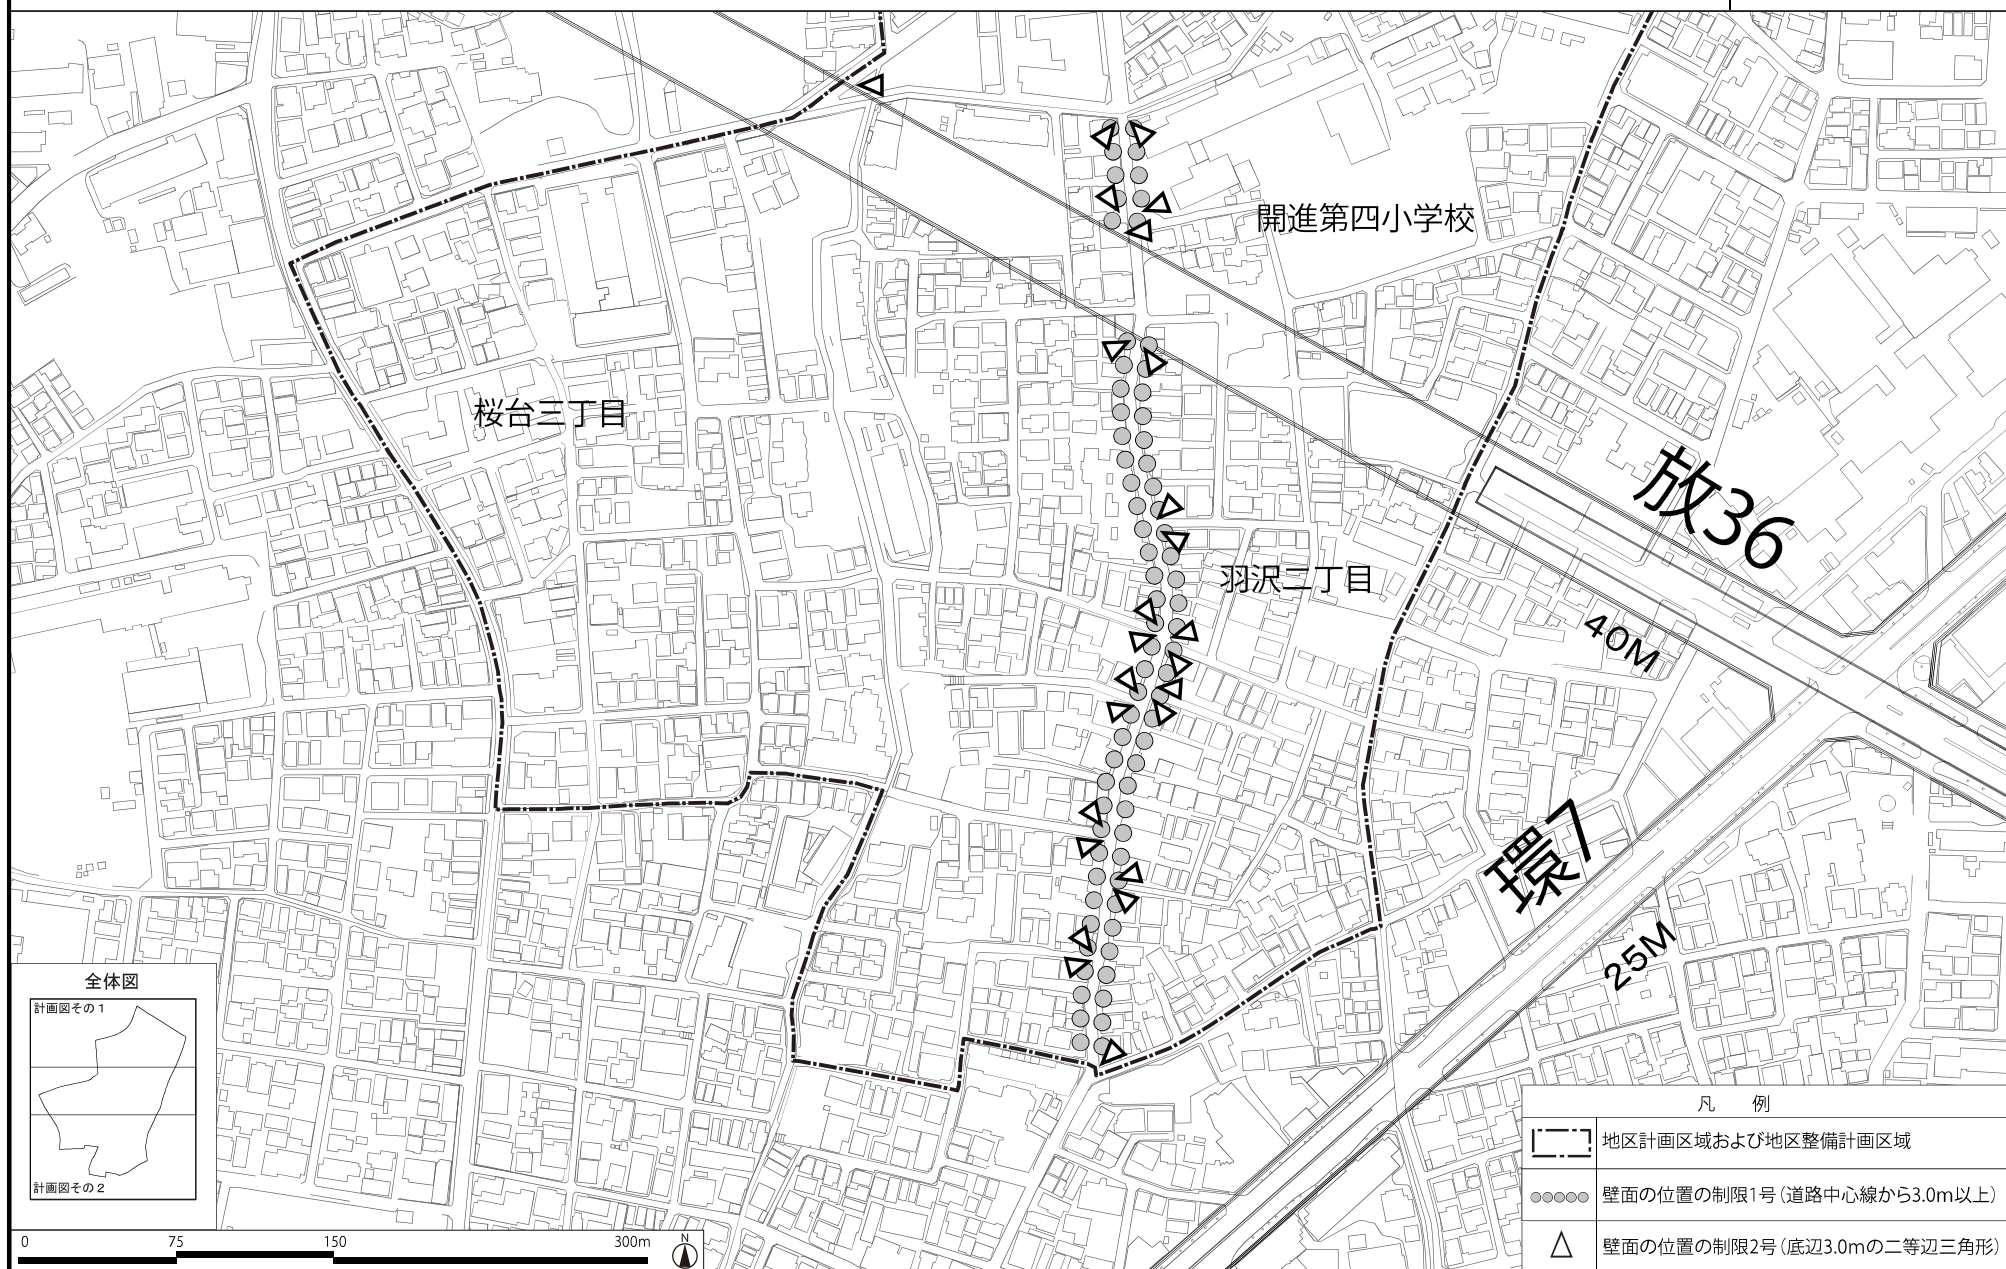 開進第四小学校
桜台三丁目
放36
羽沢二丁目
40M
環7
25M
全体図
計画図その1
計画図その2
0 75 150 300m
N
凡 例
地区計画区域および地区整備計画区域
壁面の位置の制限1号(道路中心線から3.0m以上)
壁面の位置の制限2号(底辺3.0mの二等辺三角形)